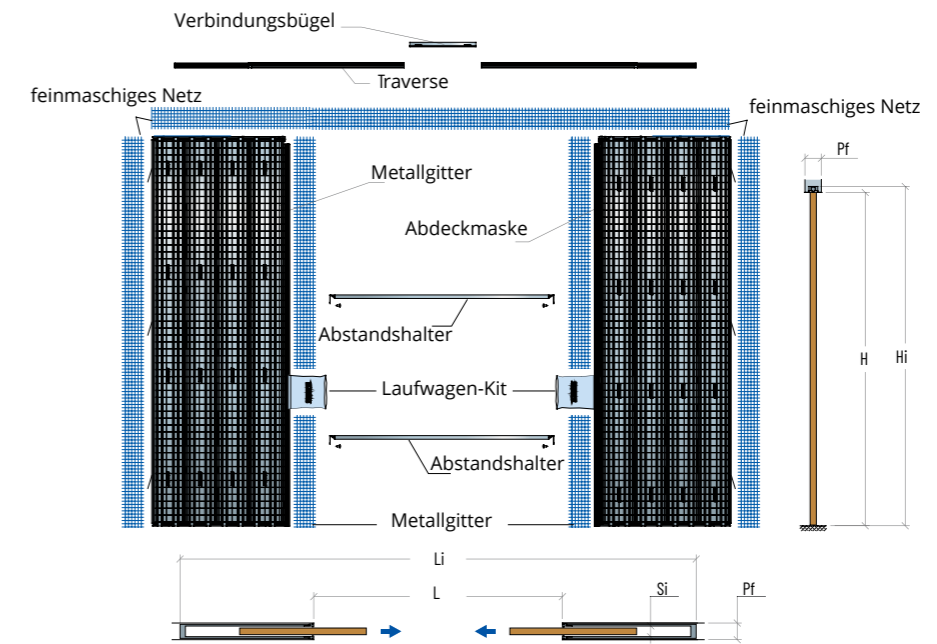 Verbindungsbügel
Traverse
feinmaschiges Netz
feinmaschiges Netz
Pf
Metallgitter
Abdeckmaske
Abstandshalter
H
Hi
Laufwagen-Kit
Abstandshalter
Metallgitter
Li
L
Si
Pf